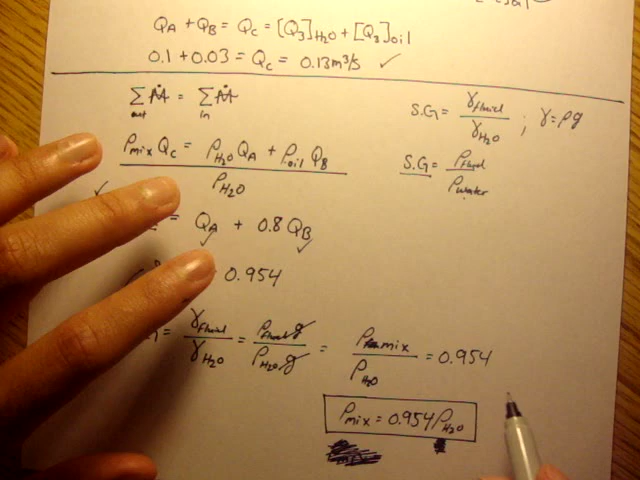 Q_A + Q_B = Q_C = [Q_3]_H2O + [Q_3]_oil
0.1 + 0.03 = Q_C = 0.13 m³/s ✓
∑_out Ṁ = ∑_in Ṁ
S.G = γ_fluid / γ_H2O ; γ = ρg
ρ_mix Q_C = ρ_H2O Q_A + ρ_oil Q_B
ρ_H2O
S.G = ρ_fluid / ρ_water
✓
= Q_A + 0.8 Q_B
✓ ✓
0.954
= γ_fluid / γ_H2O = ρ_fluid g / ρ_H2O g = ρ_mix / ρ_H2O = 0.954
ρ_mix = 0.954 ρ_H2O